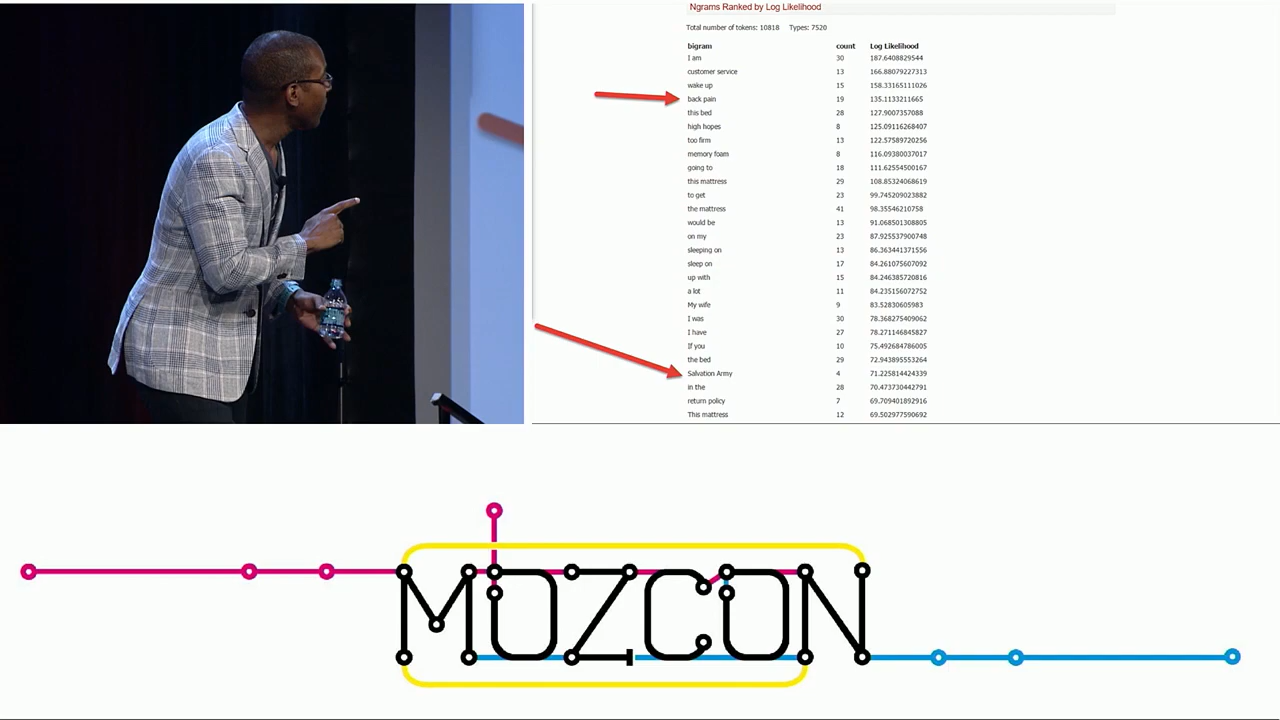 Ngrams Ranked by Log Likelihood
Total number of tokens: 10818 Types: 7520
bigram count Log Likelihood
I am 30 187.6408829544
customer service 13 166.88079227313
wake up 15 158.33165111026
back pain 19 135.1133211665
this bed 28 127.9000735708​8
high hopes 8 125.09116268407
too firm 13 122.57589720256
memory foam 8 116.09380037017
going to 18 111.62554500167
this mattress 29 108.85324068619
to get 23 99.745209023882
the mattress 41 98.35546210758
would be 13 91.068501308805
on my 23 87.925537900748
sleeping on 13 86.363441371556
sleep on 17 84.261075607092
up with 15 84.246385720816
a lot 11 84.235156072752
My wife 9 83.52830605983
I was 30 78.368275409062
I have 27 78.271146845827
If you 10 75.492684786005
the bed 29 72.943895553264
Salvation Army 4 71.225814424339
in the 28 70.473730442791
return policy 7 69.709401892916
This mattress 12 69.502977590692
MOZCON